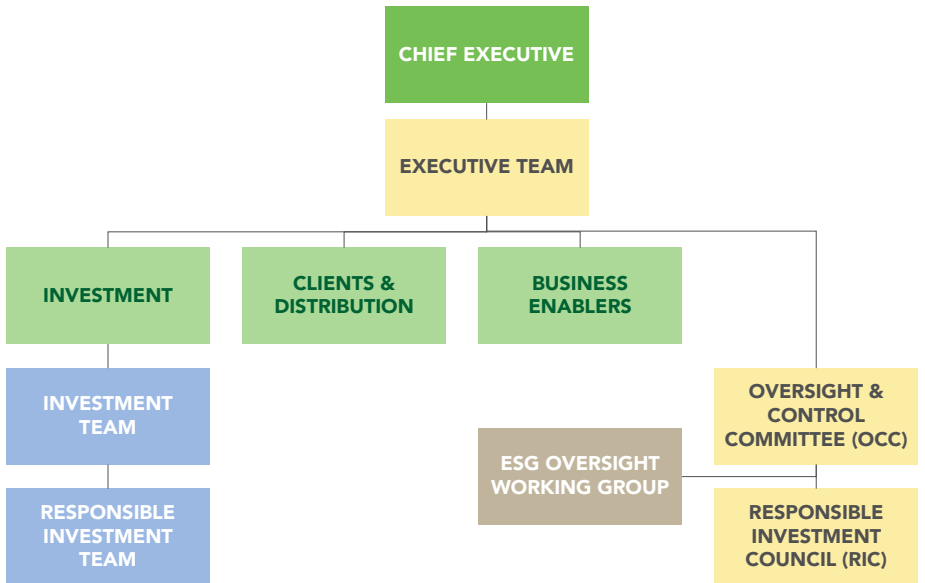 CHIEF EXECUTIVE
EXECUTIVE TEAM
INVESTMENT
CLIENTS &
DISTRIBUTION
BUSINESS
ENABLERS
INVESTMENT
TEAM
OVERSIGHT &
CONTROL
COMMITTEE (OCC)
ESG OVERSIGHT
WORKING GROUP
RESPONSIBLE
INVESTMENT
TEAM
RESPONSIBLE
INVESTMENT
COUNCIL (RIC)